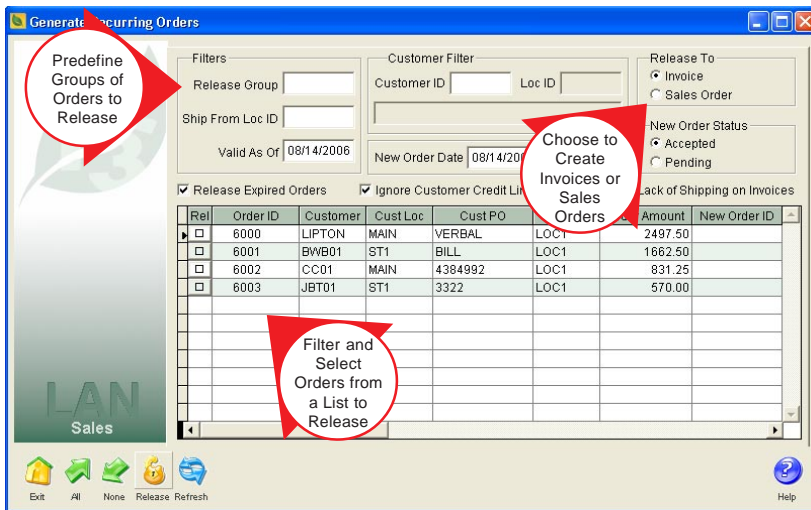 Generate Recurring Orders
Predefine
Groups of
Orders to
Release
Filters
Release Group
Ship From Loc ID
Valid As Of 08/14/2006
Customer Filter
Customer ID Loc ID
New Order Date 08/14/200
Release To
Invoice
Sales Order
New Order Status
Accepted
Pending
Choose to
Create
Invoices or
Sales
Orders
Release Expired Orders Ignore Customer Credit Lack of Shipping on Invoices
Rel Order ID Customer Cust Loc Cust PO Amount New Order ID
6000 LIPTON MAIN VERBAL LOC1 2497.50
6001 BWB01 ST1 BILL LOC1 1662.50
6002 CC01 MAIN 4384992 LOC1 831.25
6003 JBT01 ST1 3322 LOC1 570.00
Filter and
Select
Orders from
a List to
Release
LAN
Sales
Exit All None Release Refresh Help